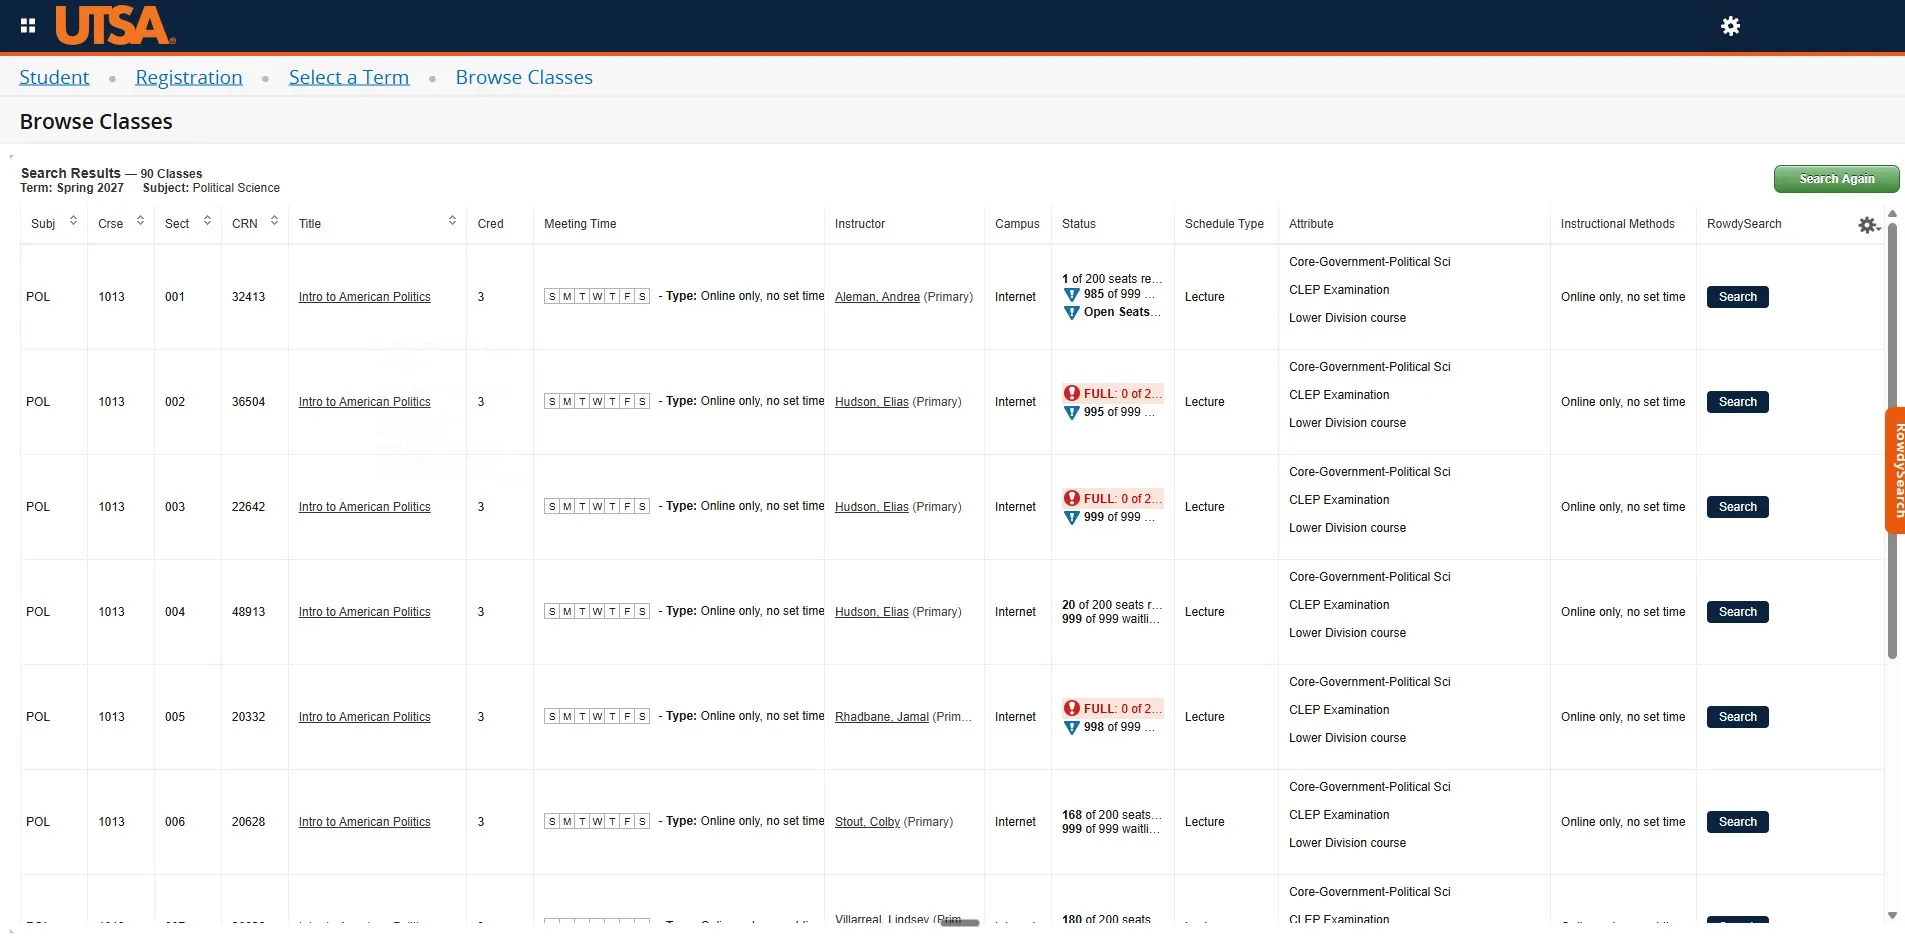 UTSA®
Student • Registration • Select a Term • Browse Classes
Browse Classes
Search Results — 90 Classes
Term: Spring 2027 Subject: Political Science
Search Again
Subj Crse Sect CRN Title Cred Meeting Time Instructor Campus Status Schedule Type Attribute Instructional Methods RowdySearch
POL 1013 001 32413 Intro to American Politics 3 S M T W T F S - Type: Online only, no set time Aleman, Andrea (Primary) Internet
1 of 200 seats re...
985 of 999 ...
Open Seats...
Lecture
Core-Government-Political Sci
CLEP Examination
Lower Division course
Online only, no set time Search
POL 1013 002 36504 Intro to American Politics 3 S M T W T F S - Type: Online only, no set time Hudson, Elias (Primary) Internet
FULL: 0 of 2...
995 of 999 ...
Lecture
Core-Government-Political Sci
CLEP Examination
Lower Division course
Online only, no set time Search
POL 1013 003 22642 Intro to American Politics 3 S M T W T F S - Type: Online only, no set time Hudson, Elias (Primary) Internet
FULL: 0 of 2...
999 of 999 ...
Lecture
Core-Government-Political Sci
CLEP Examination
Lower Division course
Online only, no set time Search
POL 1013 004 48913 Intro to American Politics 3 S M T W T F S - Type: Online only, no set time Hudson, Elias (Primary) Internet
20 of 200 seats r...
999 of 999 waitli...
Lecture
Core-Government-Political Sci
CLEP Examination
Lower Division course
Online only, no set time Search
POL 1013 005 20332 Intro to American Politics 3 S M T W T F S - Type: Online only, no set time Rhadbane, Jamal (Prim... Internet
FULL: 0 of 2...
998 of 999 ...
Lecture
Core-Government-Political Sci
CLEP Examination
Lower Division course
Online only, no set time Search
POL 1013 006 20628 Intro to American Politics 3 S M T W T F S - Type: Online only, no set time Stout, Colby (Primary) Internet
168 of 200 seats...
999 of 999 waitli...
Lecture
Core-Government-Political Sci
CLEP Examination
Lower Division course
Online only, no set time Search
Villarreal, Lindsey (Prim
180 of 200 seats
Core-Government-Political Sci
CLEP Examination
RowdySearch